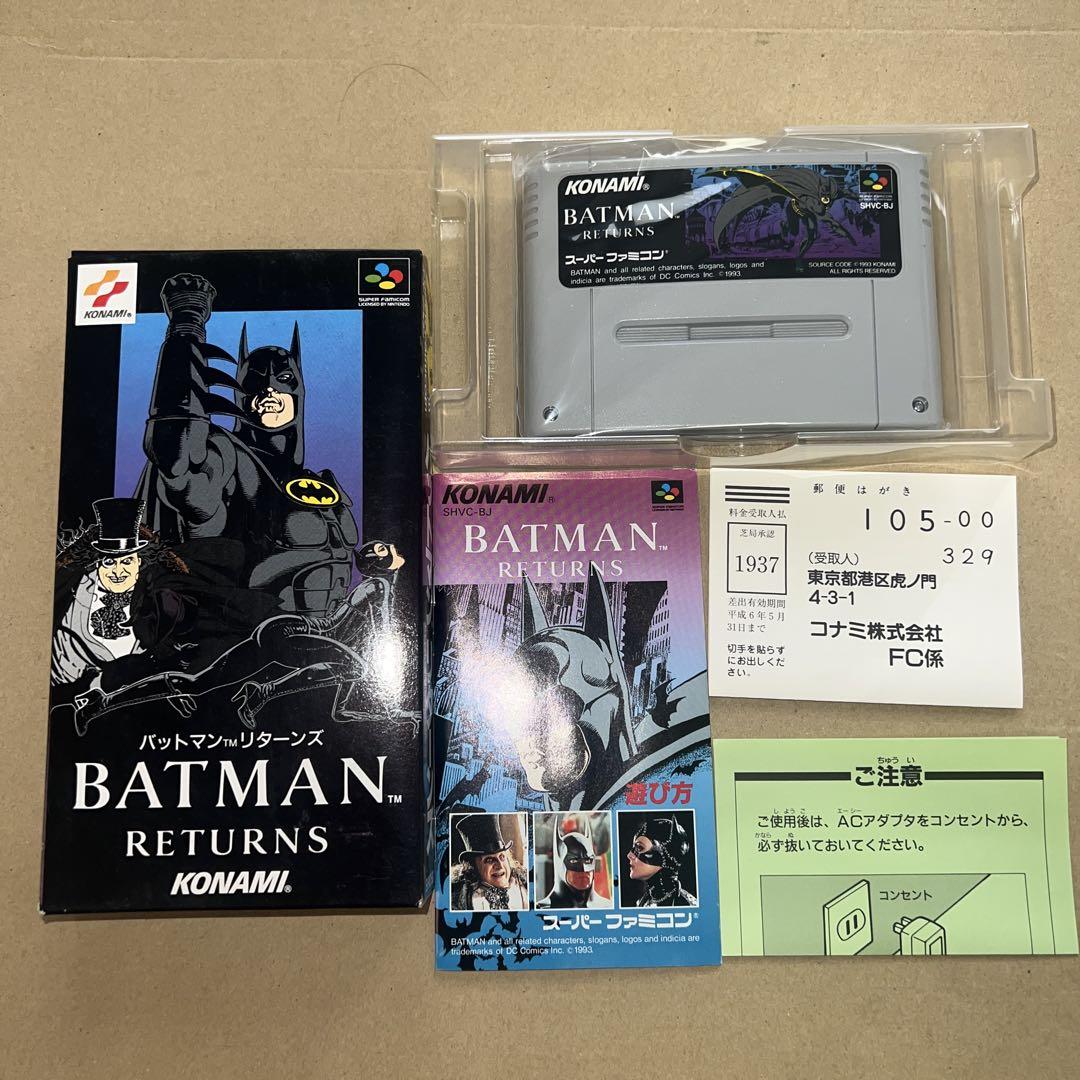 KONAMI®
SUPER FAMICOM
LICENSED BY NINTENDO
バットマン™リターンズ
BATMAN™
RETURNS
KONAMI®
KONAMI®
BATMAN™
RETURNS
スーパーファミコン®
BATMAN and all related characters, slogans, logos and
indicia are trademarks of DC Comics Inc. ©1993.
SHVC-BJ
SOURCE CODE ©1993 KONAMI
ALL RIGHTS RESERVED
KONAMI®
SHVC-BJ
BATMAN™
RETURNS
遊び方
スーパーファミコン®
BATMAN and all related characters, slogans, logos and indicia are
trademarks of DC Comics Inc. ©1993.
郵便はがき
料金受取人払
芝局承認
1937
差出有効期間
平成6年5月
31日まで
切手を貼らず
にお出しくだ
さい。
105-00
329
(受取人)
東京都港区虎ノ門
4-3-1
コナミ株式会社
FC係
ちゅうい
ご注意
しようご エーシー
ご使用後は、ACアダプタをコンセントから、
かなら ぬ
必ず抜いておいてください。
コンセント